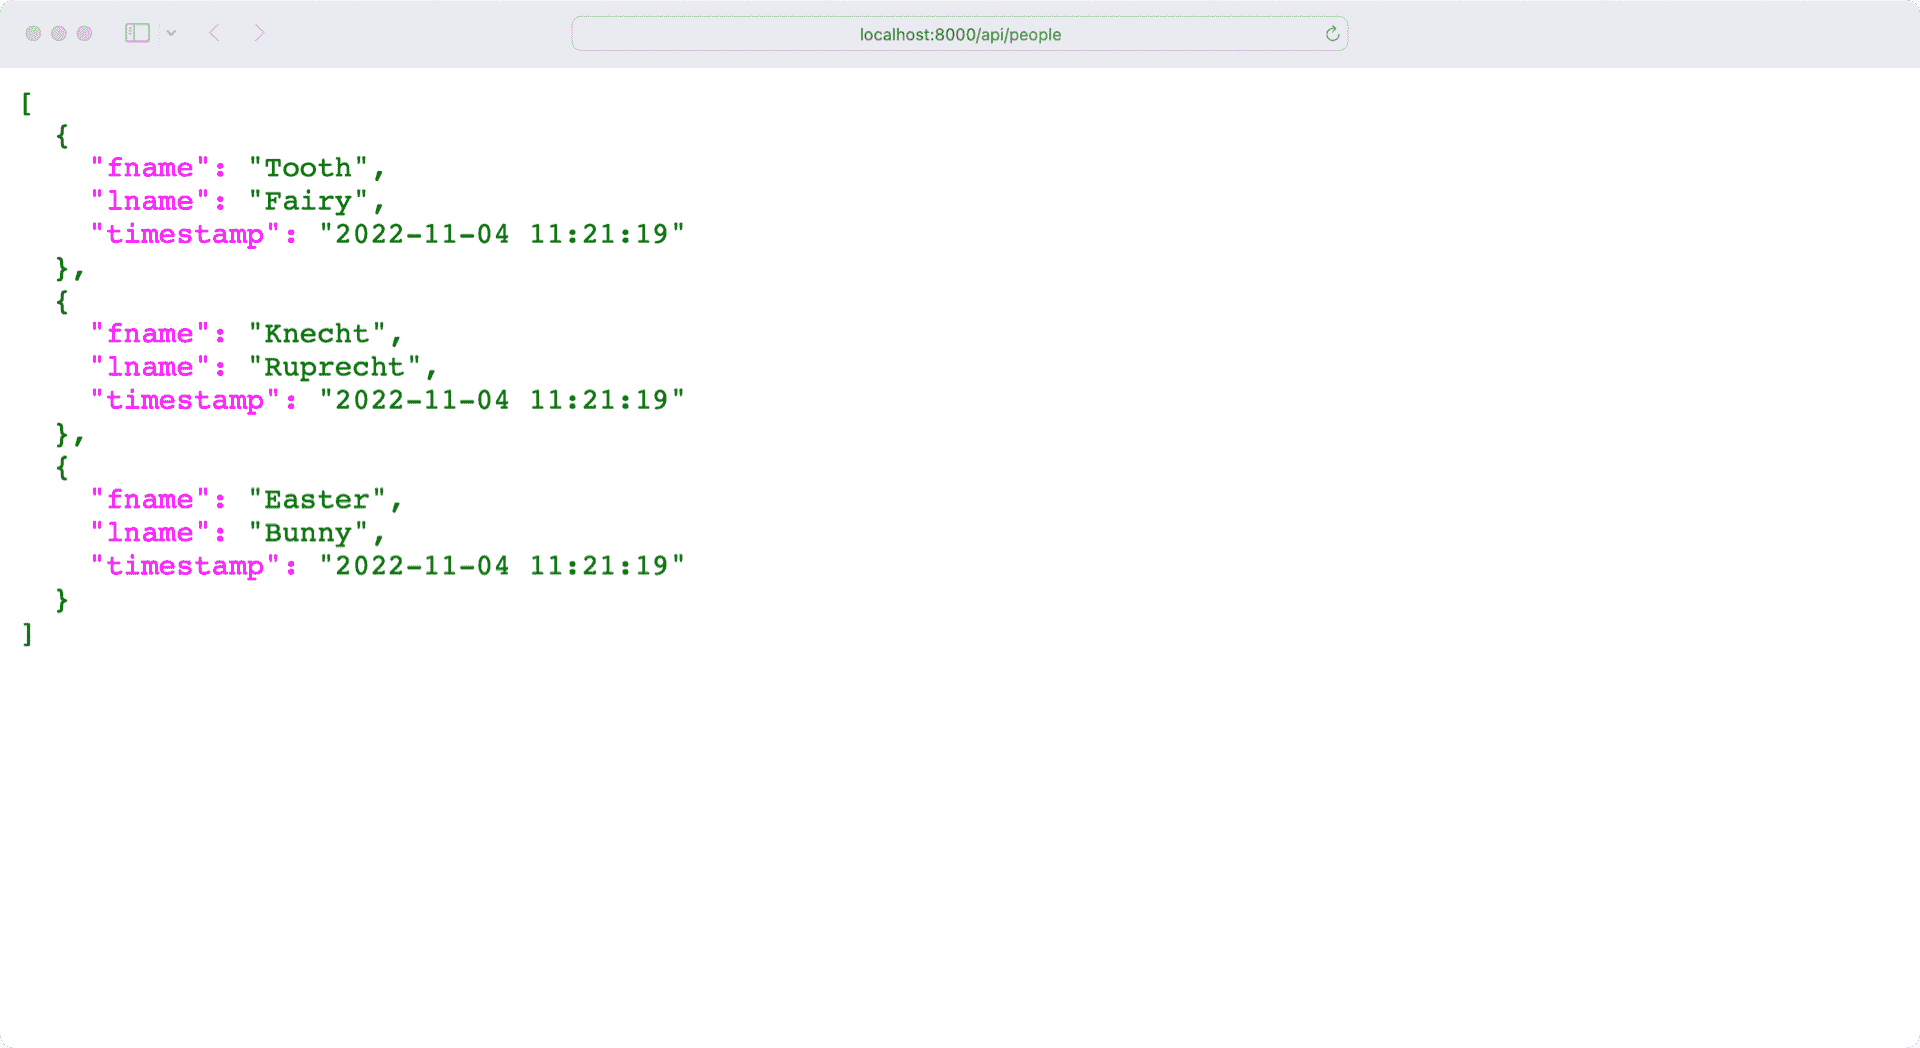 localhost:8000/api/people
[
  {
    "fname": "Tooth",
    "lname": "Fairy",
    "timestamp": "2022-11-04 11:21:19"
  },
  {
    "fname": "Knecht",
    "lname": "Ruprecht",
    "timestamp": "2022-11-04 11:21:19"
  },
  {
    "fname": "Easter",
    "lname": "Bunny",
    "timestamp": "2022-11-04 11:21:19"
  }
]